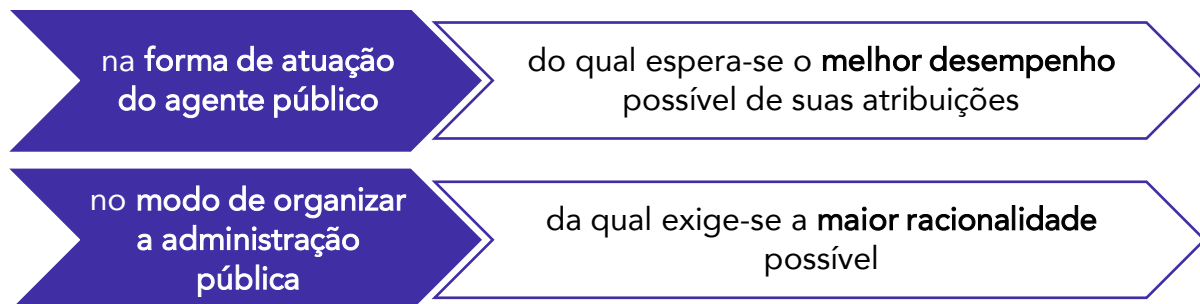 na forma de atuação
do agente público
do qual espera-se o melhor desempenho
possível de suas atribuições
no modo de organizar
a administração
pública
da qual exige-se a maior racionalidade
possível